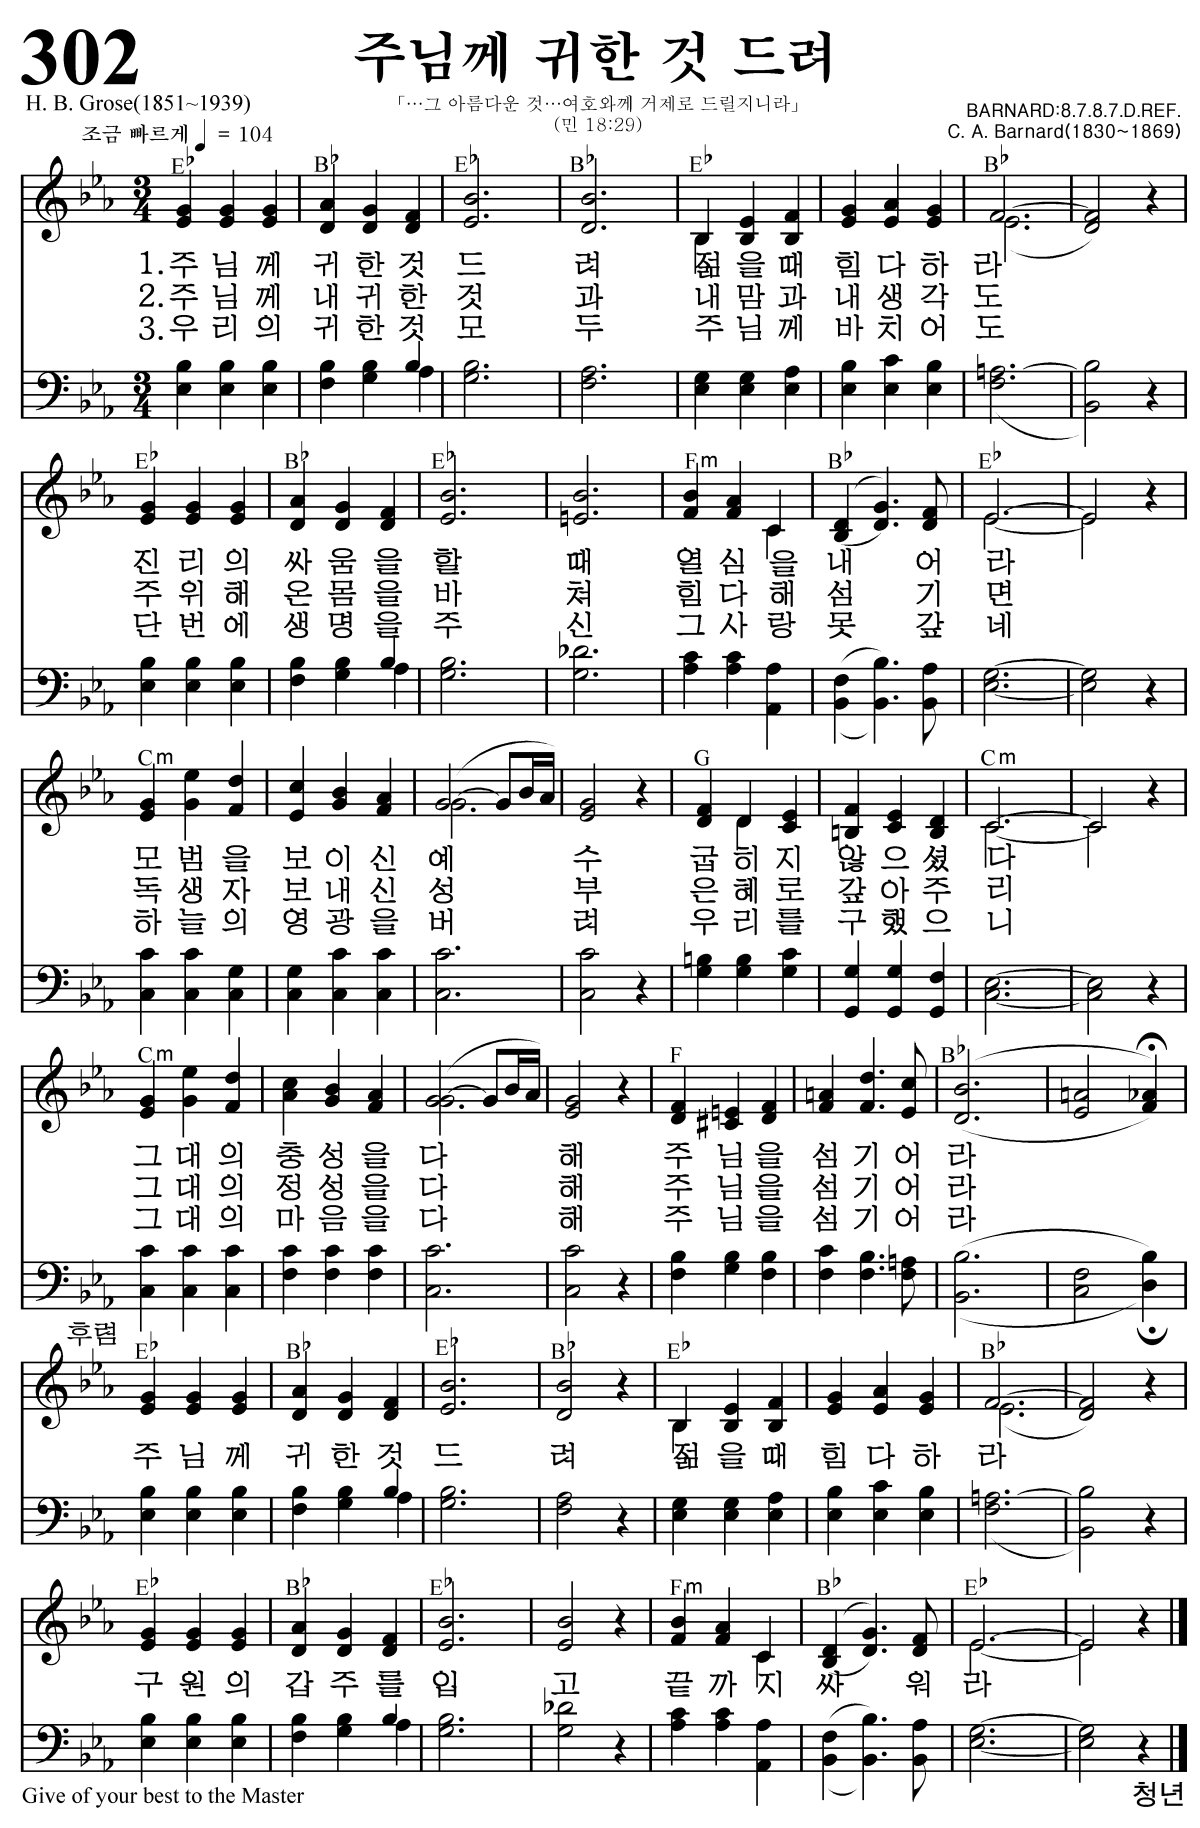 302
주님께 귀한 것 드려
H. B. Grose(1851~1939)
「…그 아름다운 것…여호와께 거제로 드릴지니라」
(민 18:29)
BARNARD:8.7.8.7.D.REF.
조금 빠르게 ♩ = 104
C. A. Barnard(1830~1869)
E♭ B♭ E♭ B♭ E♭ B♭
3 4
1.주 님 께 귀 한 것 드 려 젊 을 때 힘 다 하 라
2.주 님 께 내 귀 한 것 과 내 맘 과 내 생 각 도
3.우 리 의 귀 한 것 모 두 주 님 께 바 치 어 도
3 4
E♭ B♭ E♭ Fm B♭ E♭
진 리 의 싸 움 을 할 때 열 심 을 내 어 라
주 위 해 온 몸 을 바 쳐 힘 다 해 섬 기 면
단 번 에 생 명 을 주 신 그 사 랑 못 갚 네
Cm G Cm
모 범 을 보 이 신 예 수 굽 히 지 않 으 셨 다
독 생 자 보 내 신 성 부 은 혜 로 갚 아 주 리
하 늘 의 영 광 을 버 려 우 리 를 구 했 으 니
Cm F B♭
그 대 의 충 성 을 다 해 주 님 을 섬 기 어 라
그 대 의 정 성 을 다 해 주 님 을 섬 기 어 라
그 대 의 마 음 을 다 해 주 님 을 섬 기 어 라
후렴
E♭ B♭ E♭ B♭ E♭ B♭
주 님 께 귀 한 것 드 려 젊 을 때 힘 다 하 라
E♭ B♭ E♭ Fm B♭ E♭
구 원 의 갑 주 를 입 고 끝 까 지 싸 워 라
Give of your best to the Master
청년